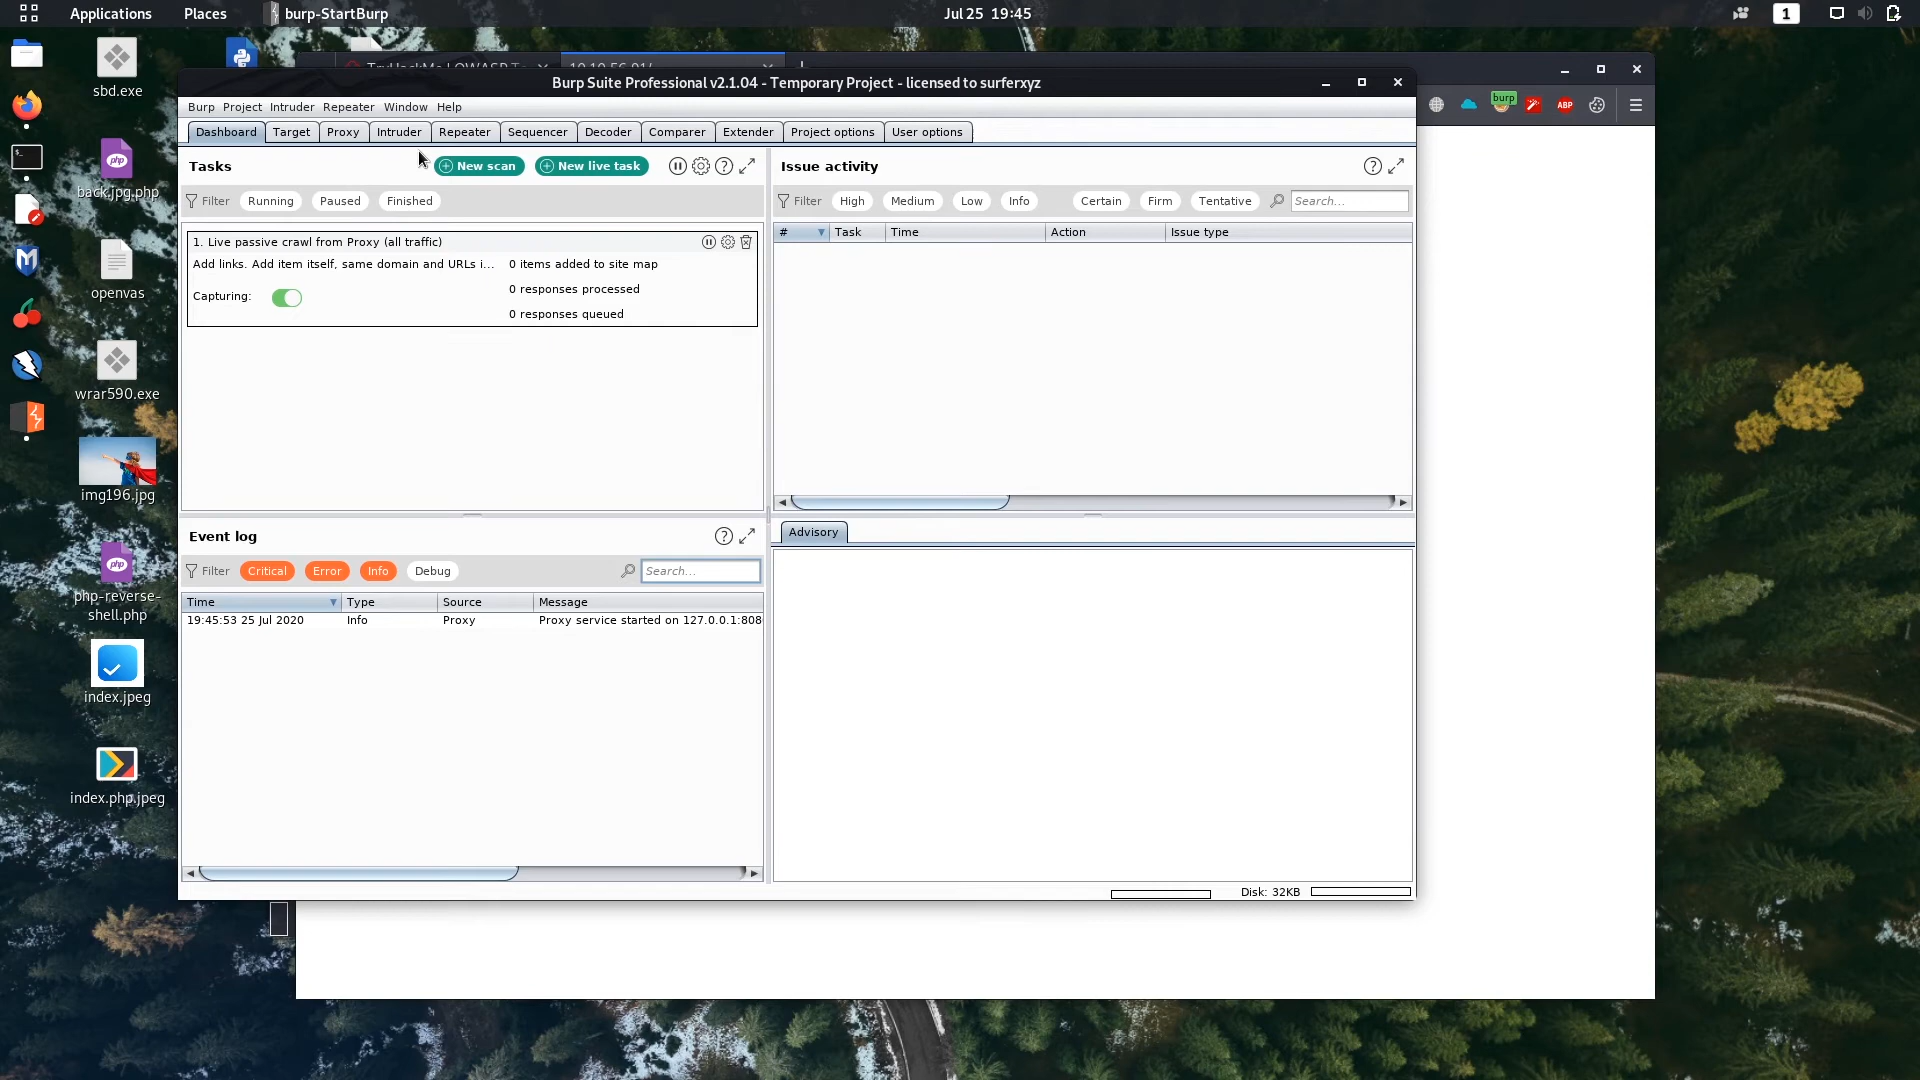 Applications Places burp-StartBurp Jul 25 19:45 1
sbd.exe
back.jpg.php
openvas
wrar590.exe
img196.jpg
php-reverse-
shell.php
index.jpeg
index.php.jpeg
burp
ABP
Burp Suite Professional v2.1.04 - Temporary Project - licensed to surferxyz
Burp Project Intruder Repeater Window Help
Dashboard Target Proxy Intruder Repeater Sequencer Decoder Comparer Extender Project options User options
Tasks New scan New live task
Filter Running Paused Finished
1. Live passive crawl from Proxy (all traffic)
Add links. Add item itself, same domain and URLs i... 0 items added to site map
Capturing: 0 responses processed
0 responses queued
Issue activity
Filter High Medium Low Info Certain Firm Tentative Search...
# Task Time Action Issue type
Event log
Filter Critical Error Info Debug Search...
Time Type Source Message
19:45:53 25 Jul 2020 Info Proxy Proxy service started on 127.0.0.1:808
Advisory
Disk: 32KB